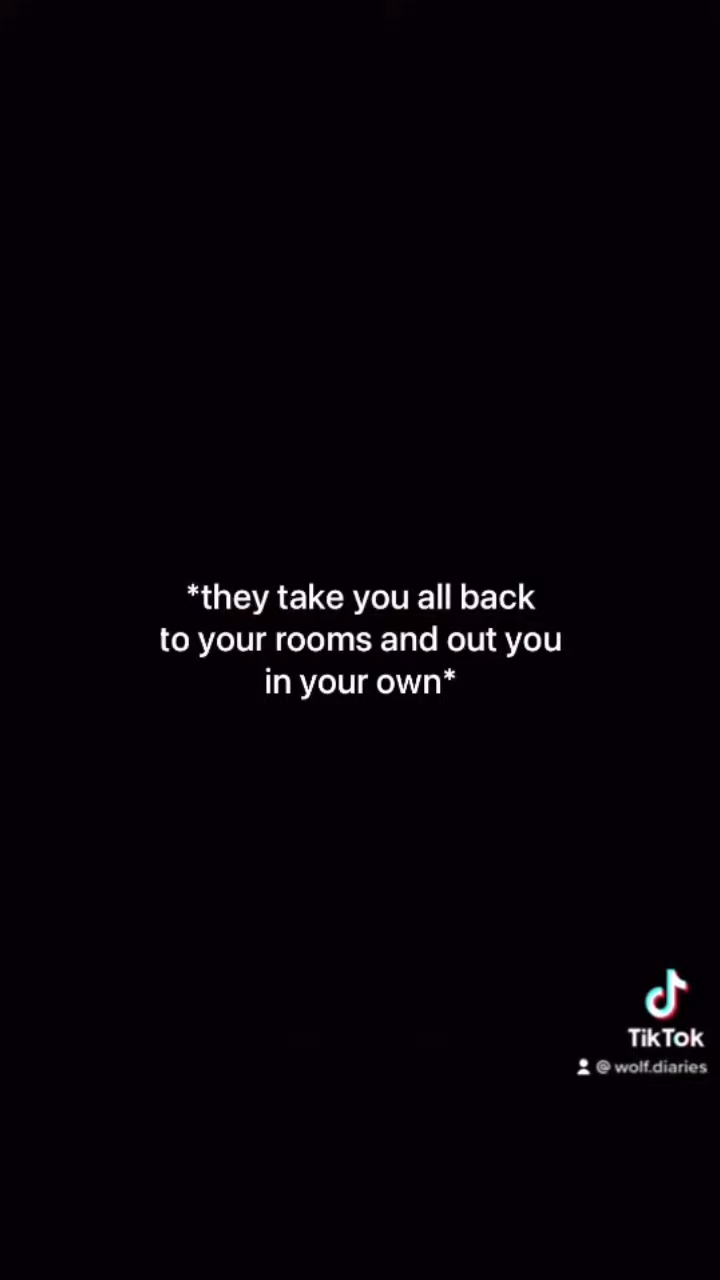 *they take you all back
to your rooms and out you
in your own*
TikTok
@ wolf.diaries